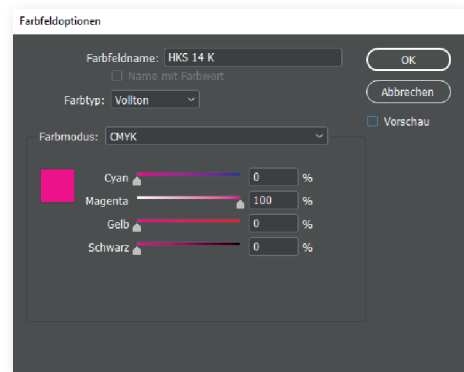 Farbfeldoptionen
Farbfeldname: HKS 14 K
Name mit Farbwert
Farbtyp: Vollton
Farbmodus: CMYK
Cyan 0 %
Magenta 100 %
Gelb 0 %
Schwarz 0 %
OK
Abbrechen
Vorschau